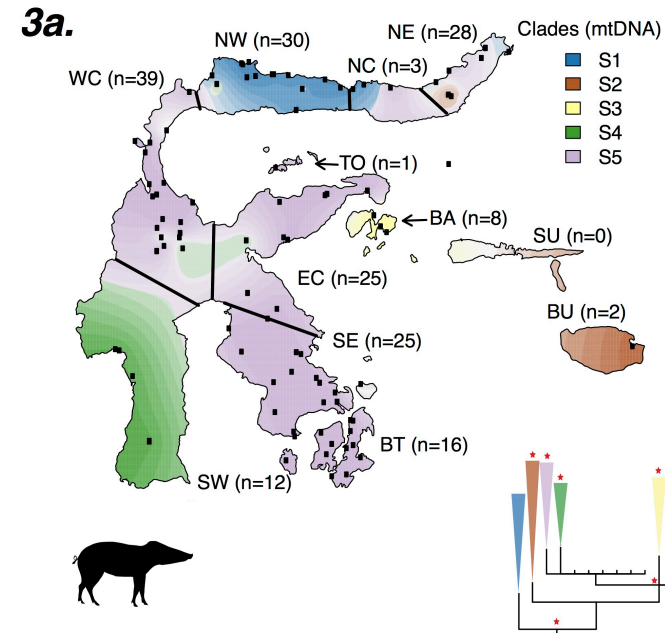 3a.
NW (n=30)
NE (n=28)
Clades (mtDNA)
NC (n=3)
WC (n=39)
S1
S2
S3
S4
S5
TO (n=1)
BA (n=8)
SU (n=0)
EC (n=25)
BU (n=2)
SE (n=25)
BT (n=16)
SW (n=12)